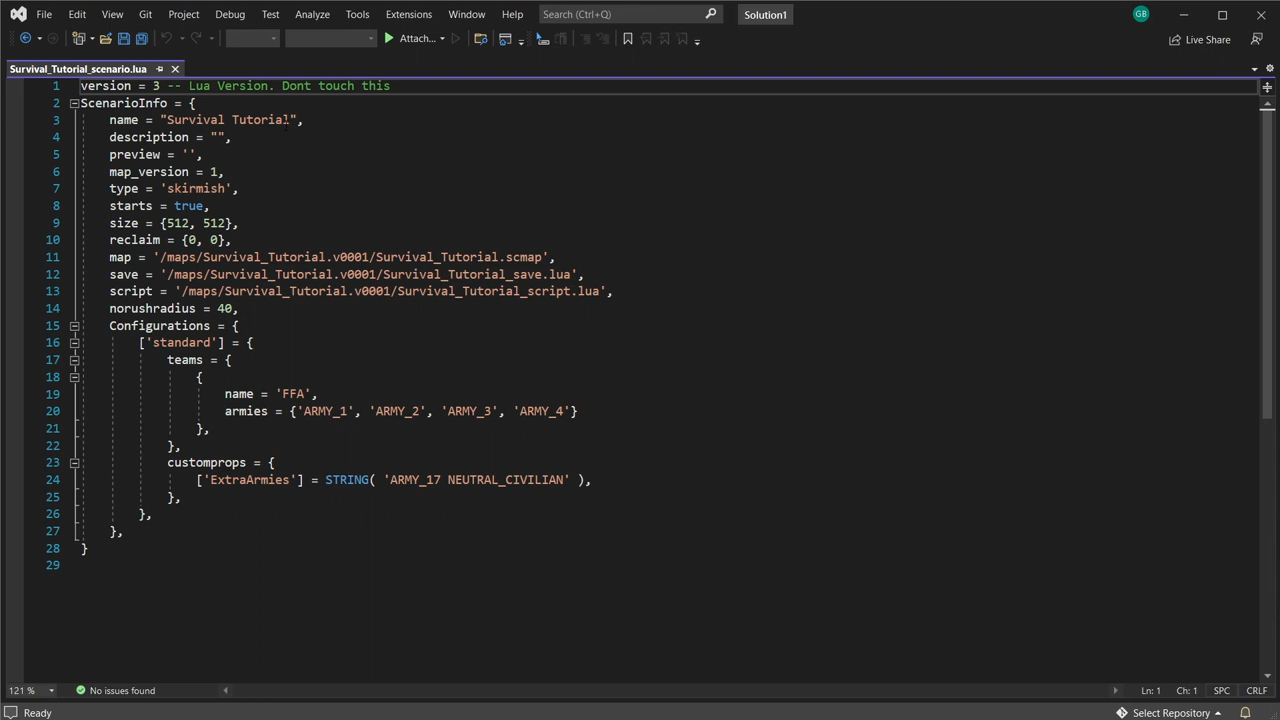 File Edit View Git Project Debug Test Analyze Tools Extensions Window Help Search (Ctrl+Q) Solution1 GB
Attach... Live Share
Survival_Tutorial_scenario.lua
1 version = 3 -- Lua Version. Dont touch this
2 ScenarioInfo = {
3 name = "Survival Tutorial",
4 description = "",
5 preview = '',
6 map_version = 1,
7 type = 'skirmish',
8 starts = true,
9 size = {512, 512},
10 reclaim = {0, 0},
11 map = '/maps/Survival_Tutorial.v0001/Survival_Tutorial.scmap',
12 save = '/maps/Survival_Tutorial.v0001/Survival_Tutorial_save.lua',
13 script = '/maps/Survival_Tutorial.v0001/Survival_Tutorial_script.lua',
14 norushradius = 40,
15 Configurations = {
16 ['standard'] = {
17 teams = {
18 {
19 name = 'FFA',
20 armies = {'ARMY_1', 'ARMY_2', 'ARMY_3', 'ARMY_4'}
21 },
22 },
23 customprops = {
24 ['ExtraArmies'] = STRING( 'ARMY_17 NEUTRAL_CIVILIAN' ),
25 },
26 },
27 },
28 }
29
121 % No issues found Ln: 1 Ch: 1 SPC CRLF
Ready Select Repository